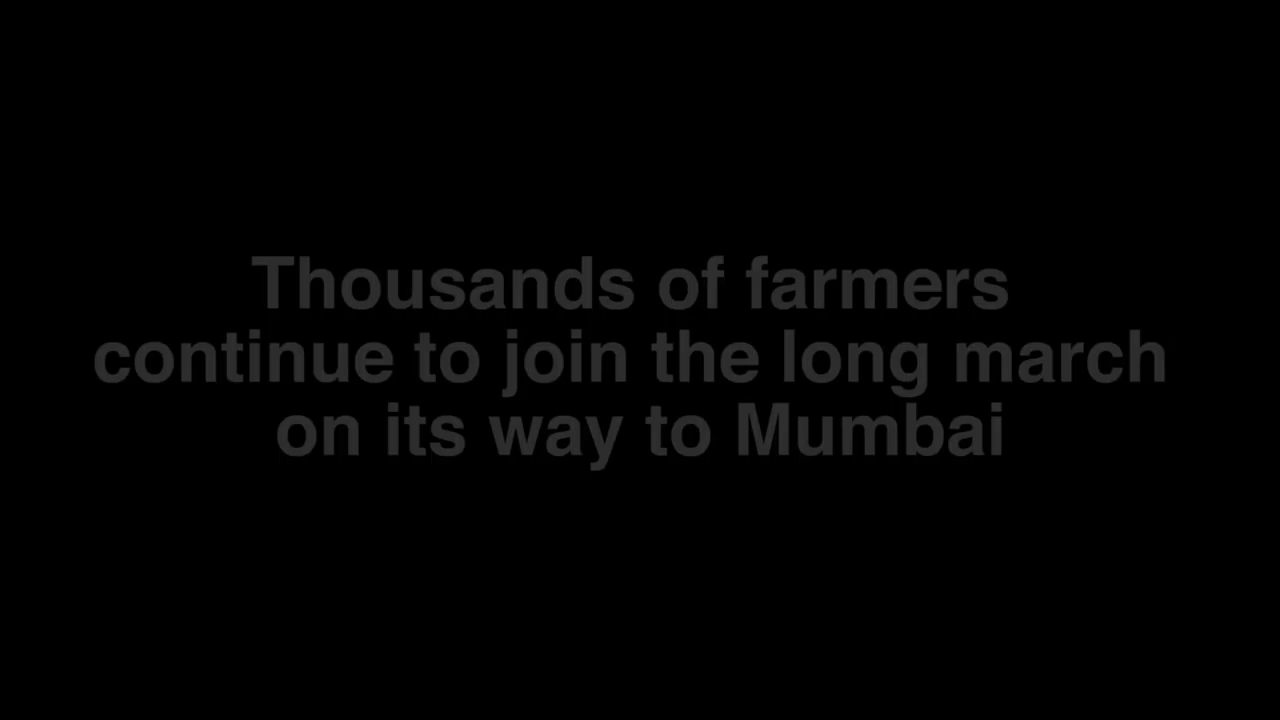 Thousands of farmers
continue to join the long march
on its way to Mumbai